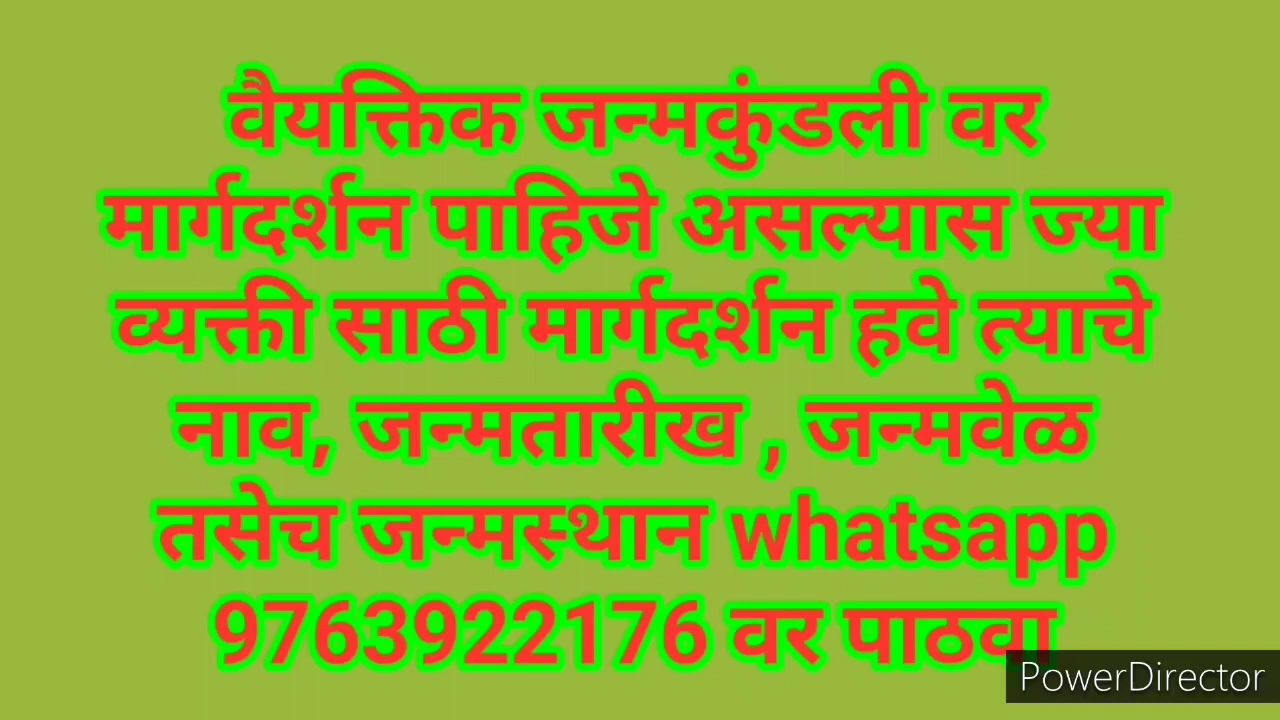 वैयक्तिक जन्मकुंडली वर
मार्गदर्शन पाहिजे असल्यास ज्या
व्यक्ती साठी मार्गदर्शन हवे त्याचे
नाव, जन्मतारीख , जन्मवेळ
तसेच जन्मस्थान whatsapp
9763922176 वर पाठवा
PowerDirector